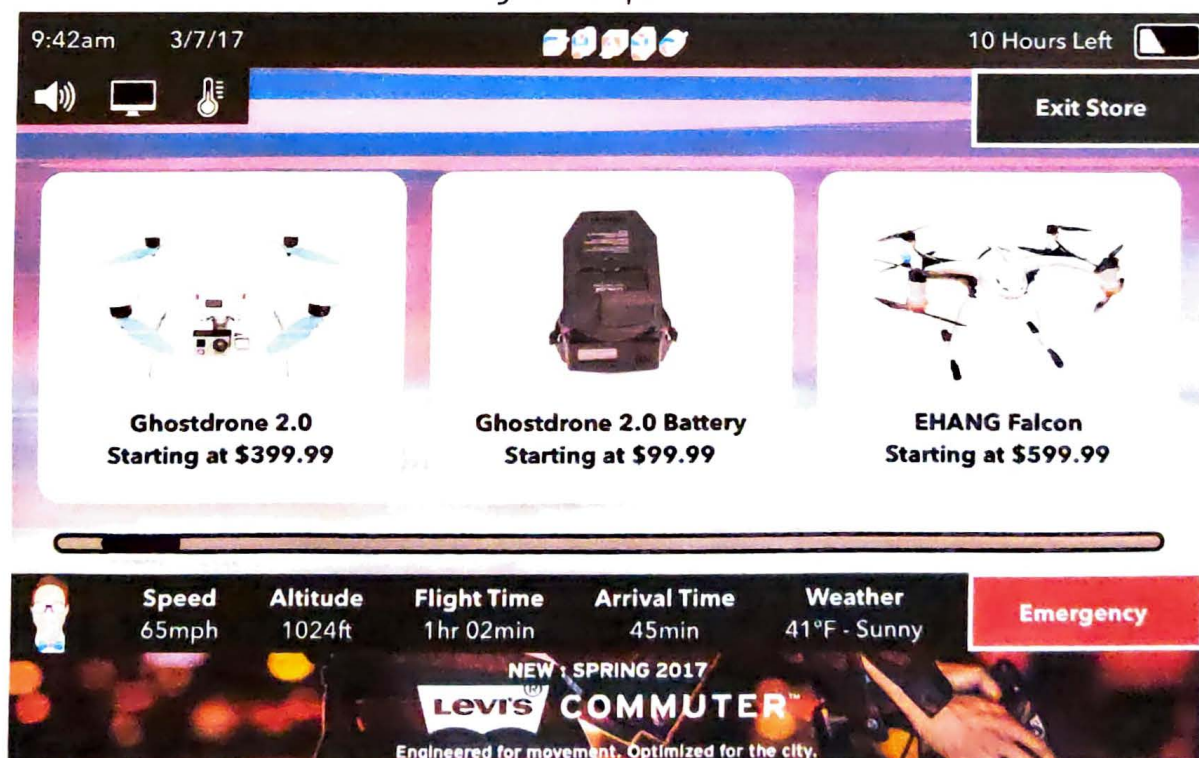 9:42am 3/7/17 10 Hours Left
Exit Store
Ghostdrone 2.0
Starting at $399.99
Ghostdrone 2.0 Battery
Starting at $99.99
EHANG Falcon
Starting at $599.99
Speed
65mph
Altitude
1024ft
Flight Time
1hr 02min
Arrival Time
45min
Weather
41°F - Sunny
Emergency
NEW : SPRING 2017
LEVI'S® COMMUTER™
Engineered for movement. Optimized for the city.